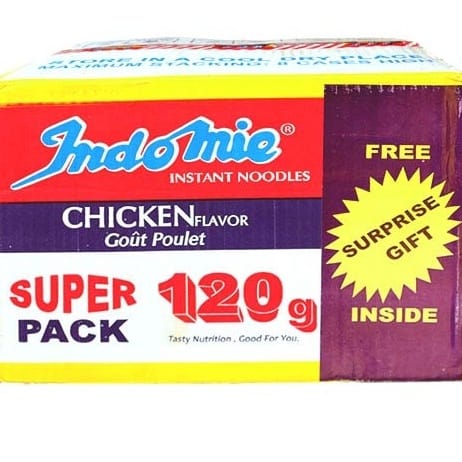 STORE IN A COOL DRY PLACE
MAXIMUM STACKING: 8 CASES HIGH
Indomie®
INSTANT NOODLES
CHICKEN FLAVOR
Goût Poulet
SUPER
PACK
120g
Tasty Nutrition, Good For You.
FREE
SURPRISE
GIFT
INSIDE